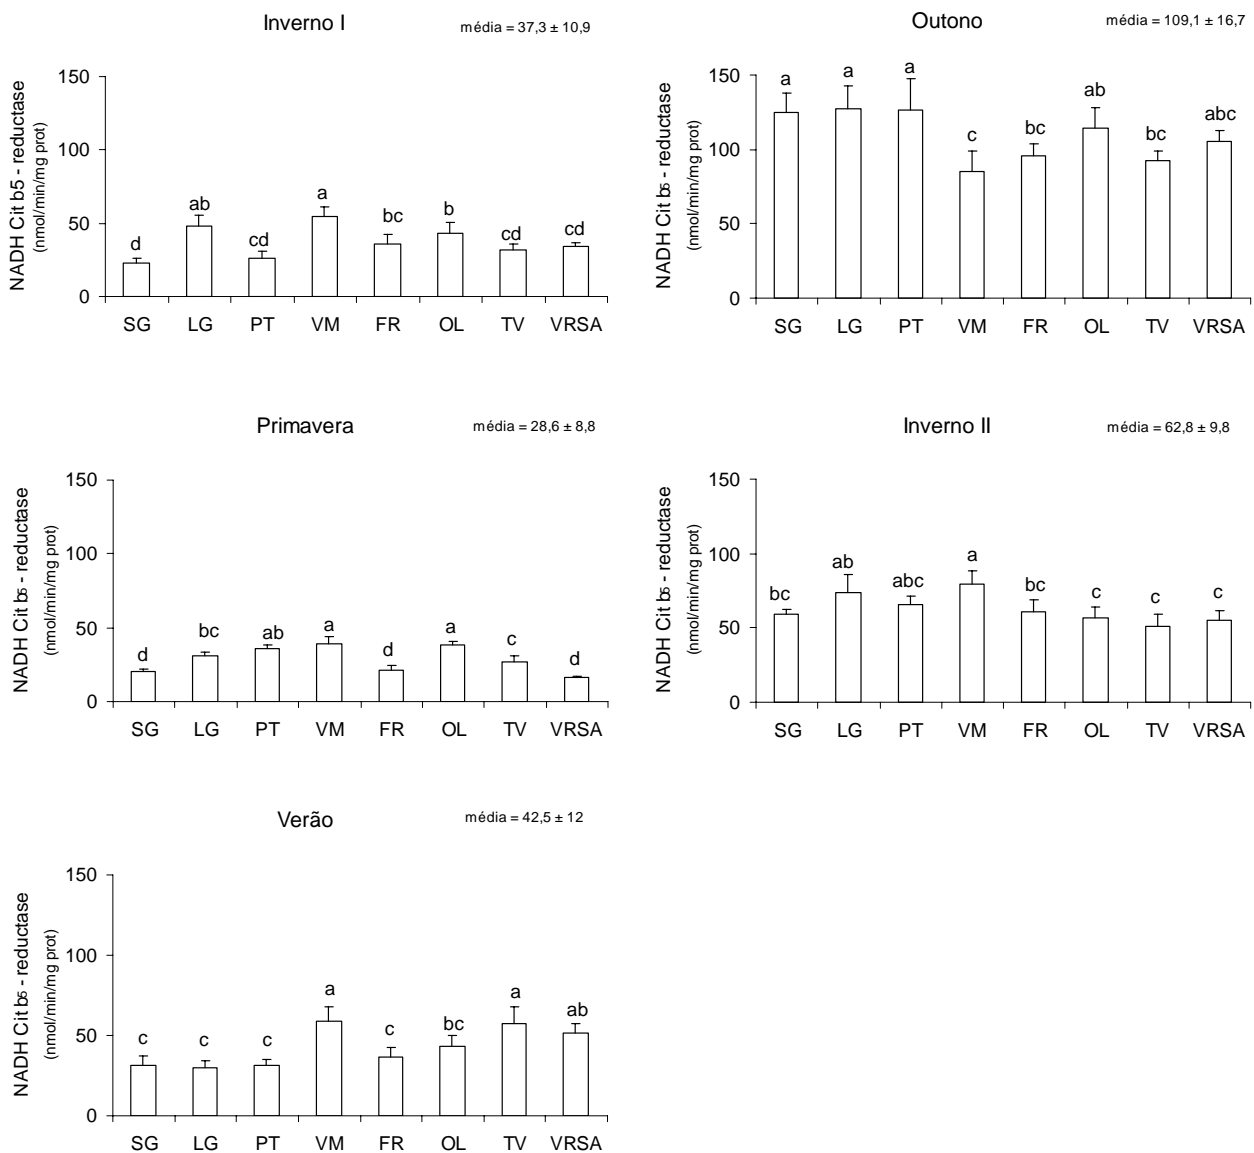 Inverno I
média = 37,3 ± 10,9
NADH Cit b5 - reductase
(nmol/min/mg prot)
150
100
50
0
d ab cd a bc b cd cd
SG LG PT VM FR OL TV VRSA
Outono
média = 109,1 ± 16,7
NADH Cit b5 - reductase
(nmol/min/mg prot)
150
100
50
0
a a a c bc ab bc abc
SG LG PT VM FR OL TV VRSA
Primavera
média = 28,6 ± 8,8
NADH Cit b5 - reductase
(nmol/min/mg prot)
150
100
50
0
d bc ab a d a c d
SG LG PT VM FR OL TV VRSA
Inverno II
média = 62,8 ± 9,8
NADH Cit b5 - reductase
(nmol/min/mg prot)
150
100
50
0
bc ab abc a bc c c c
SG LG PT VM FR OL TV VRSA
Verão
média = 42,5 ± 12
NADH Cit b5 - reductase
(nmol/min/mg prot)
150
100
50
0
c c c a c bc a ab
SG LG PT VM FR OL TV VRSA